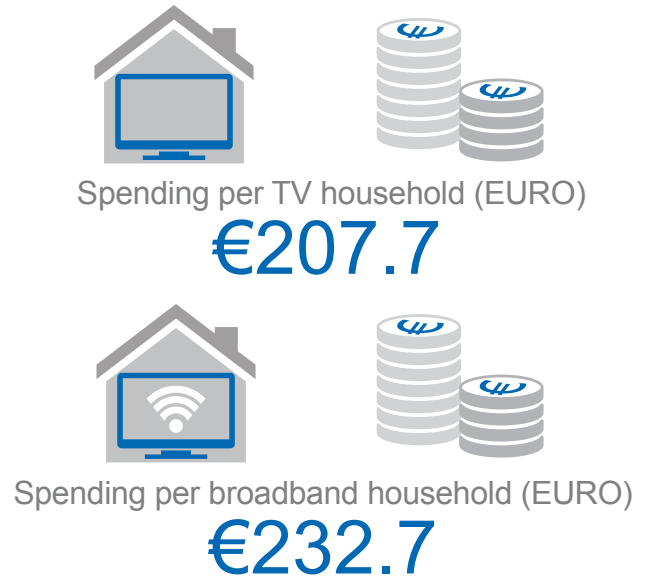 Spending per TV household (EURO)
€207.7
Spending per broadband household (EURO)
€232.7